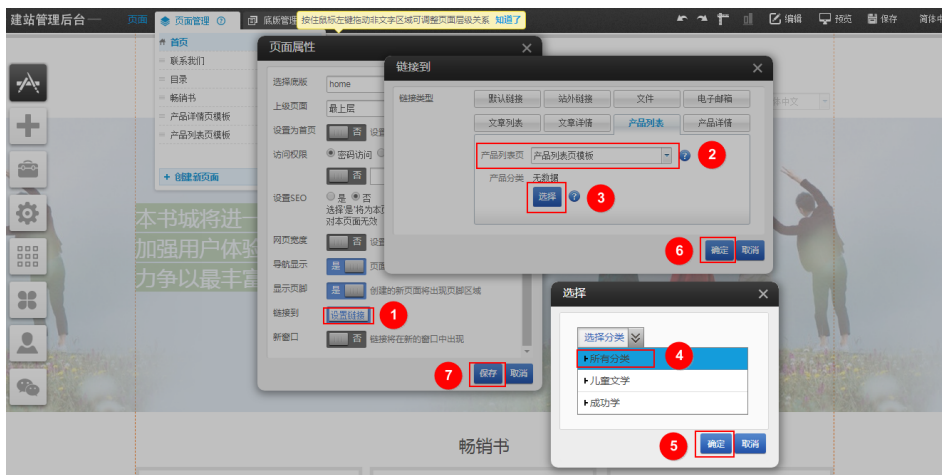 建站管理后台
页面
页面管理
底版管理
按住鼠标左键拖动非文字区域可调整页面层级关系 知道了
编辑
预览
保存
简体中
首页
联系我们
目录
畅销书
产品详情页模板
产品列表页模板
+ 创建新页面
本书城将进一
加强用户体验
力争以最丰富
页面属性
选择底版 home
上级页面 最上层
设置为首页 否 设
访问权限 密码访问
否
设置SEO 是 否
选择'是'将为本页
对本页面无效
网页宽度 否 设置
导航显示 是 页面
显示页脚 是 创建的新页面将出现页脚区域
链接到 设置链接 1
新窗口 否 链接将在新的窗口中出现
7 保存 取消
链接到
链接类型 默认链接 站外链接 文件 电子邮箱
文章列表 文章详情 产品列表 产品详情
产品列表页 产品列表页模板 2
产品分类 无数据
选择 3
6 确定 取消
体中文
选择
选择分类
所有分类 4
儿童文学
成功学
5 确定 取消
畅销书